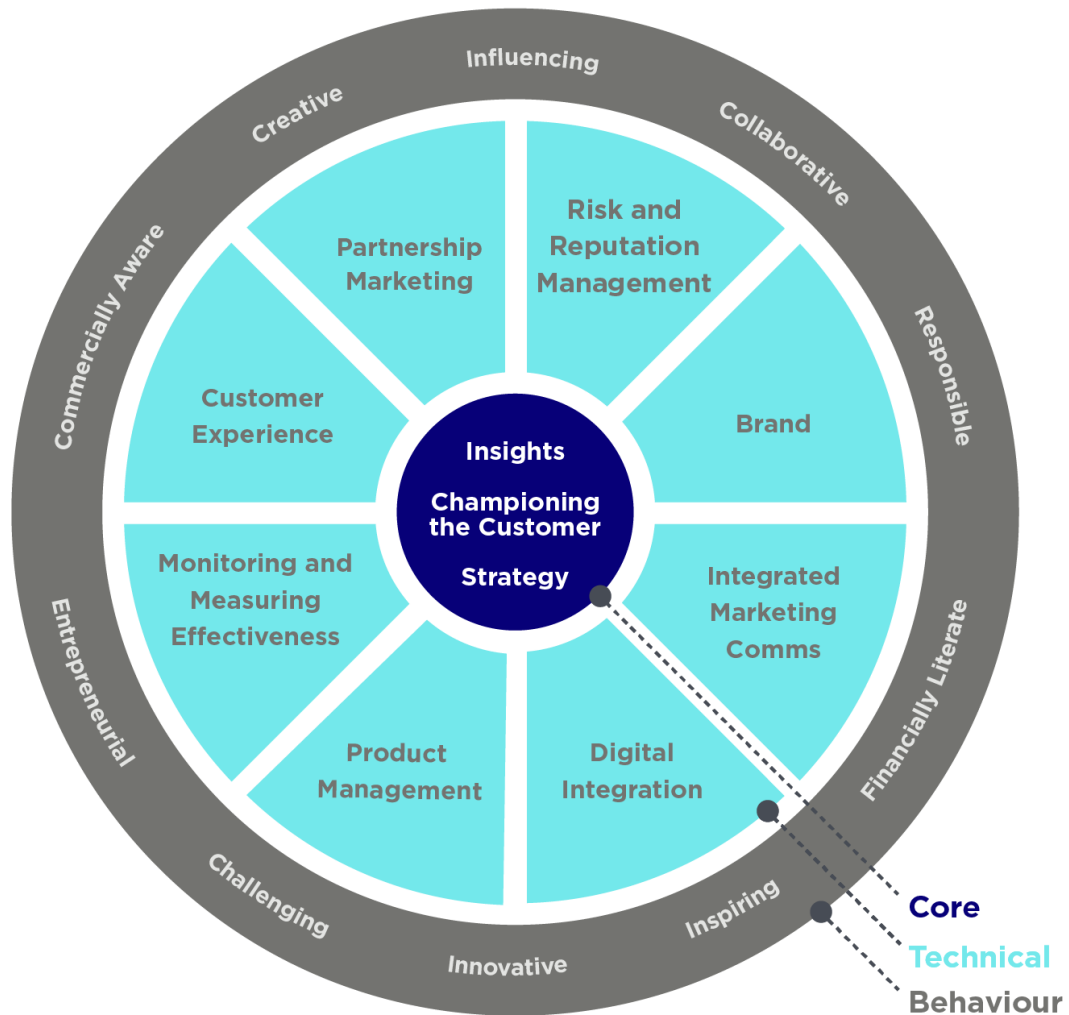 Influencing
Collaborative
Responsible
Financially Literate
Inspiring
Innovative
Challenging
Entrepreneurial
Commercially Aware
Creative
Risk and
Reputation
Management
Brand
Integrated
Marketing
Comms
Digital
Integration
Product
Management
Monitoring and
Measuring
Effectiveness
Customer
Experience
Partnership
Marketing
Insights
Championing
the Customer
Strategy
Core
Technical
Behaviour